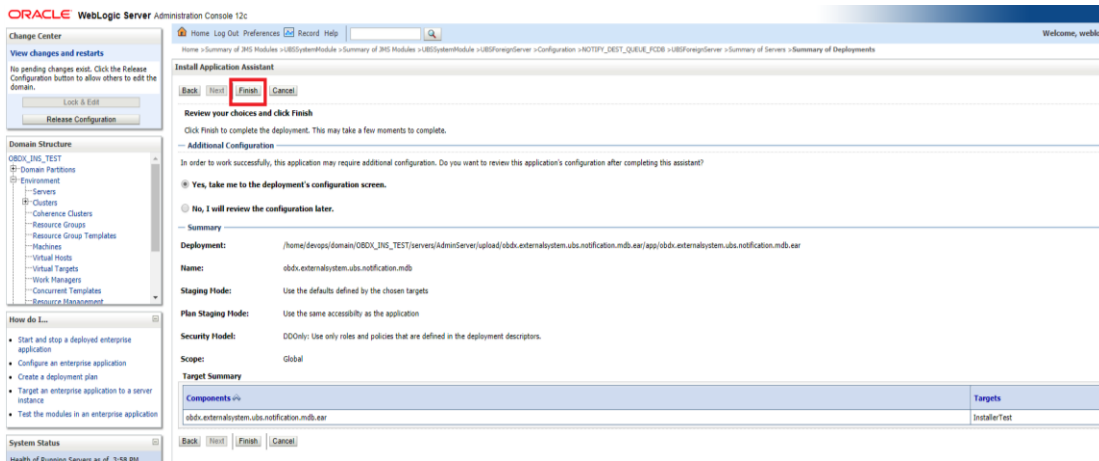 ORACLE WebLogic Server Administration Console 12c
Change Center
View changes and restarts
No pending changes exist. Click the Release
Configuration button to allow others to edit the
domain.
Lock & Edit
Release Configuration
Domain Structure
OBDX_INS_TEST
Domain Partitions
Environment
Servers
Clusters
Coherence Clusters
Resource Groups
Resource Group Templates
Machines
Virtual Hosts
Virtual Targets
Work Managers
Concurrent Templates
Resource Management
How do I...
Start and stop a deployed enterprise
application
Configure an enterprise application
Create a deployment plan
Target an enterprise application to a server
instance
Test the modules in an enterprise application
System Status
Health of Running Servers as of 2:58 PM
Home Log Out Preferences Record Help
Welcome, weblo
Home >Summary of JMS Modules >UBSSystemModule >Summary of JMS Modules >UBSSystemModule >UBSForeignServer >Configuration >NOTIFY_DEST_QUEUE_FCDB >UBSForeignServer >Summary of Servers >Summary of Deployments
Install Application Assistant
Back Next Finish Cancel
Review your choices and click Finish
Click Finish to complete the deployment. This may take a few moments to complete.
Additional Configuration
In order to work successfully, this application may require additional configuration. Do you want to review this application's configuration after completing this assistant?
Yes, take me to the deployment's configuration screen.
No, I will review the configuration later.
Summary
Deployment: /home/devops/domain/OBDX_INS_TEST/servers/AdminServer/upload/obdx.externalsystem.ubs.notification.mdb.ear/app/obdx.externalsystem.ubs.notification.mdb.ear
Name: obdx.externalsystem.ubs.notification.mdb
Staging Mode: Use the defaults defined by the chosen targets
Plan Staging Mode: Use the same accessibilty as the application
Security Model: DDOnly: Use only roles and policies that are defined in the deployment descriptors.
Scope: Global
Target Summary
Components Targets
obdx.externalsystem.ubs.notification.mdb.ear InstallerTest
Back Next Finish Cancel